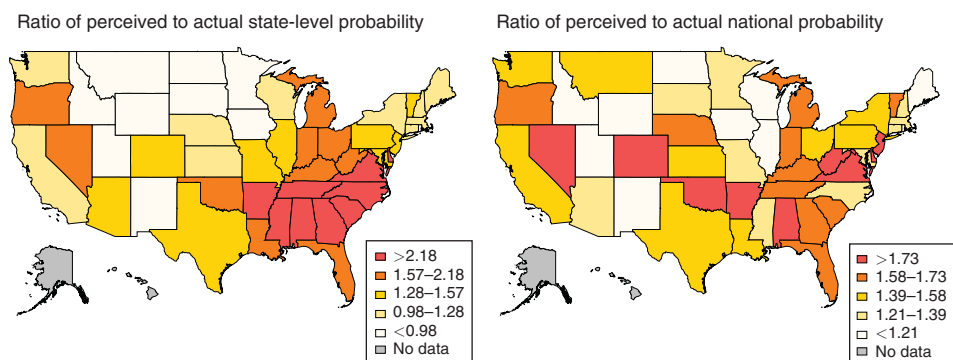 Ratio of perceived to actual state-level probability
>2.18
1.57–2.18
1.28–1.57
0.98–1.28
<0.98
No data
Ratio of perceived to actual national probability
>1.73
1.58–1.73
1.39–1.58
1.21–1.39
<1.21
No data